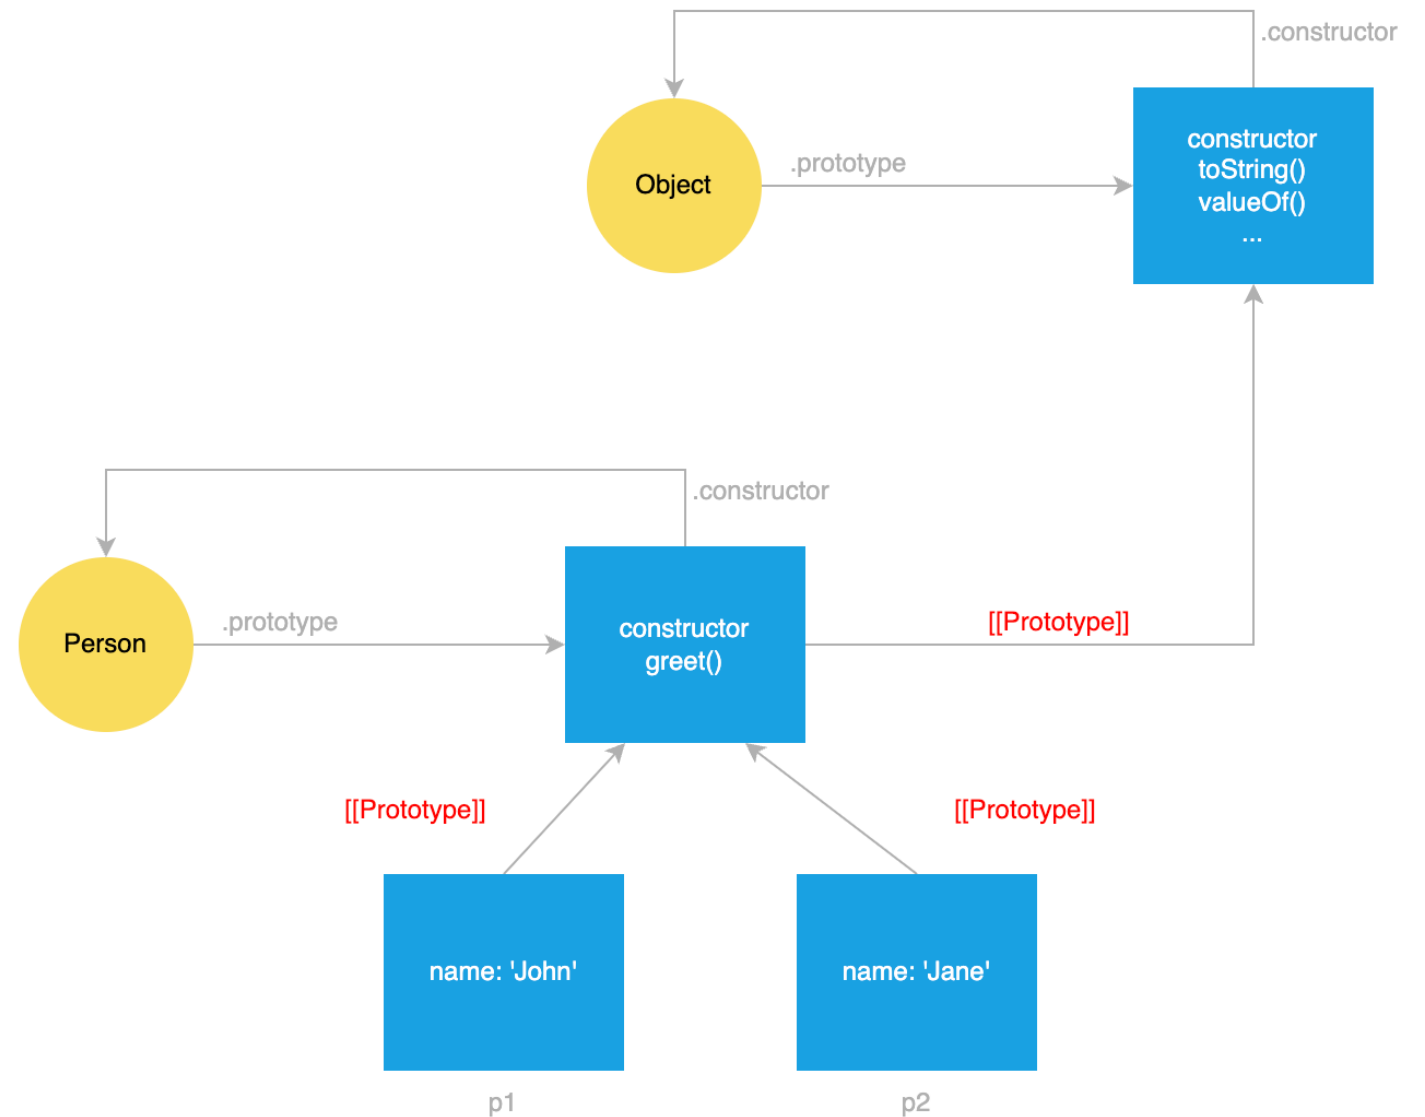 .constructor
Object
.prototype
constructor
toString()
valueOf()
...
.constructor
Person
.prototype
constructor
greet()
[[Prototype]]
[[Prototype]]
[[Prototype]]
name: 'John'
name: 'Jane'
p1
p2